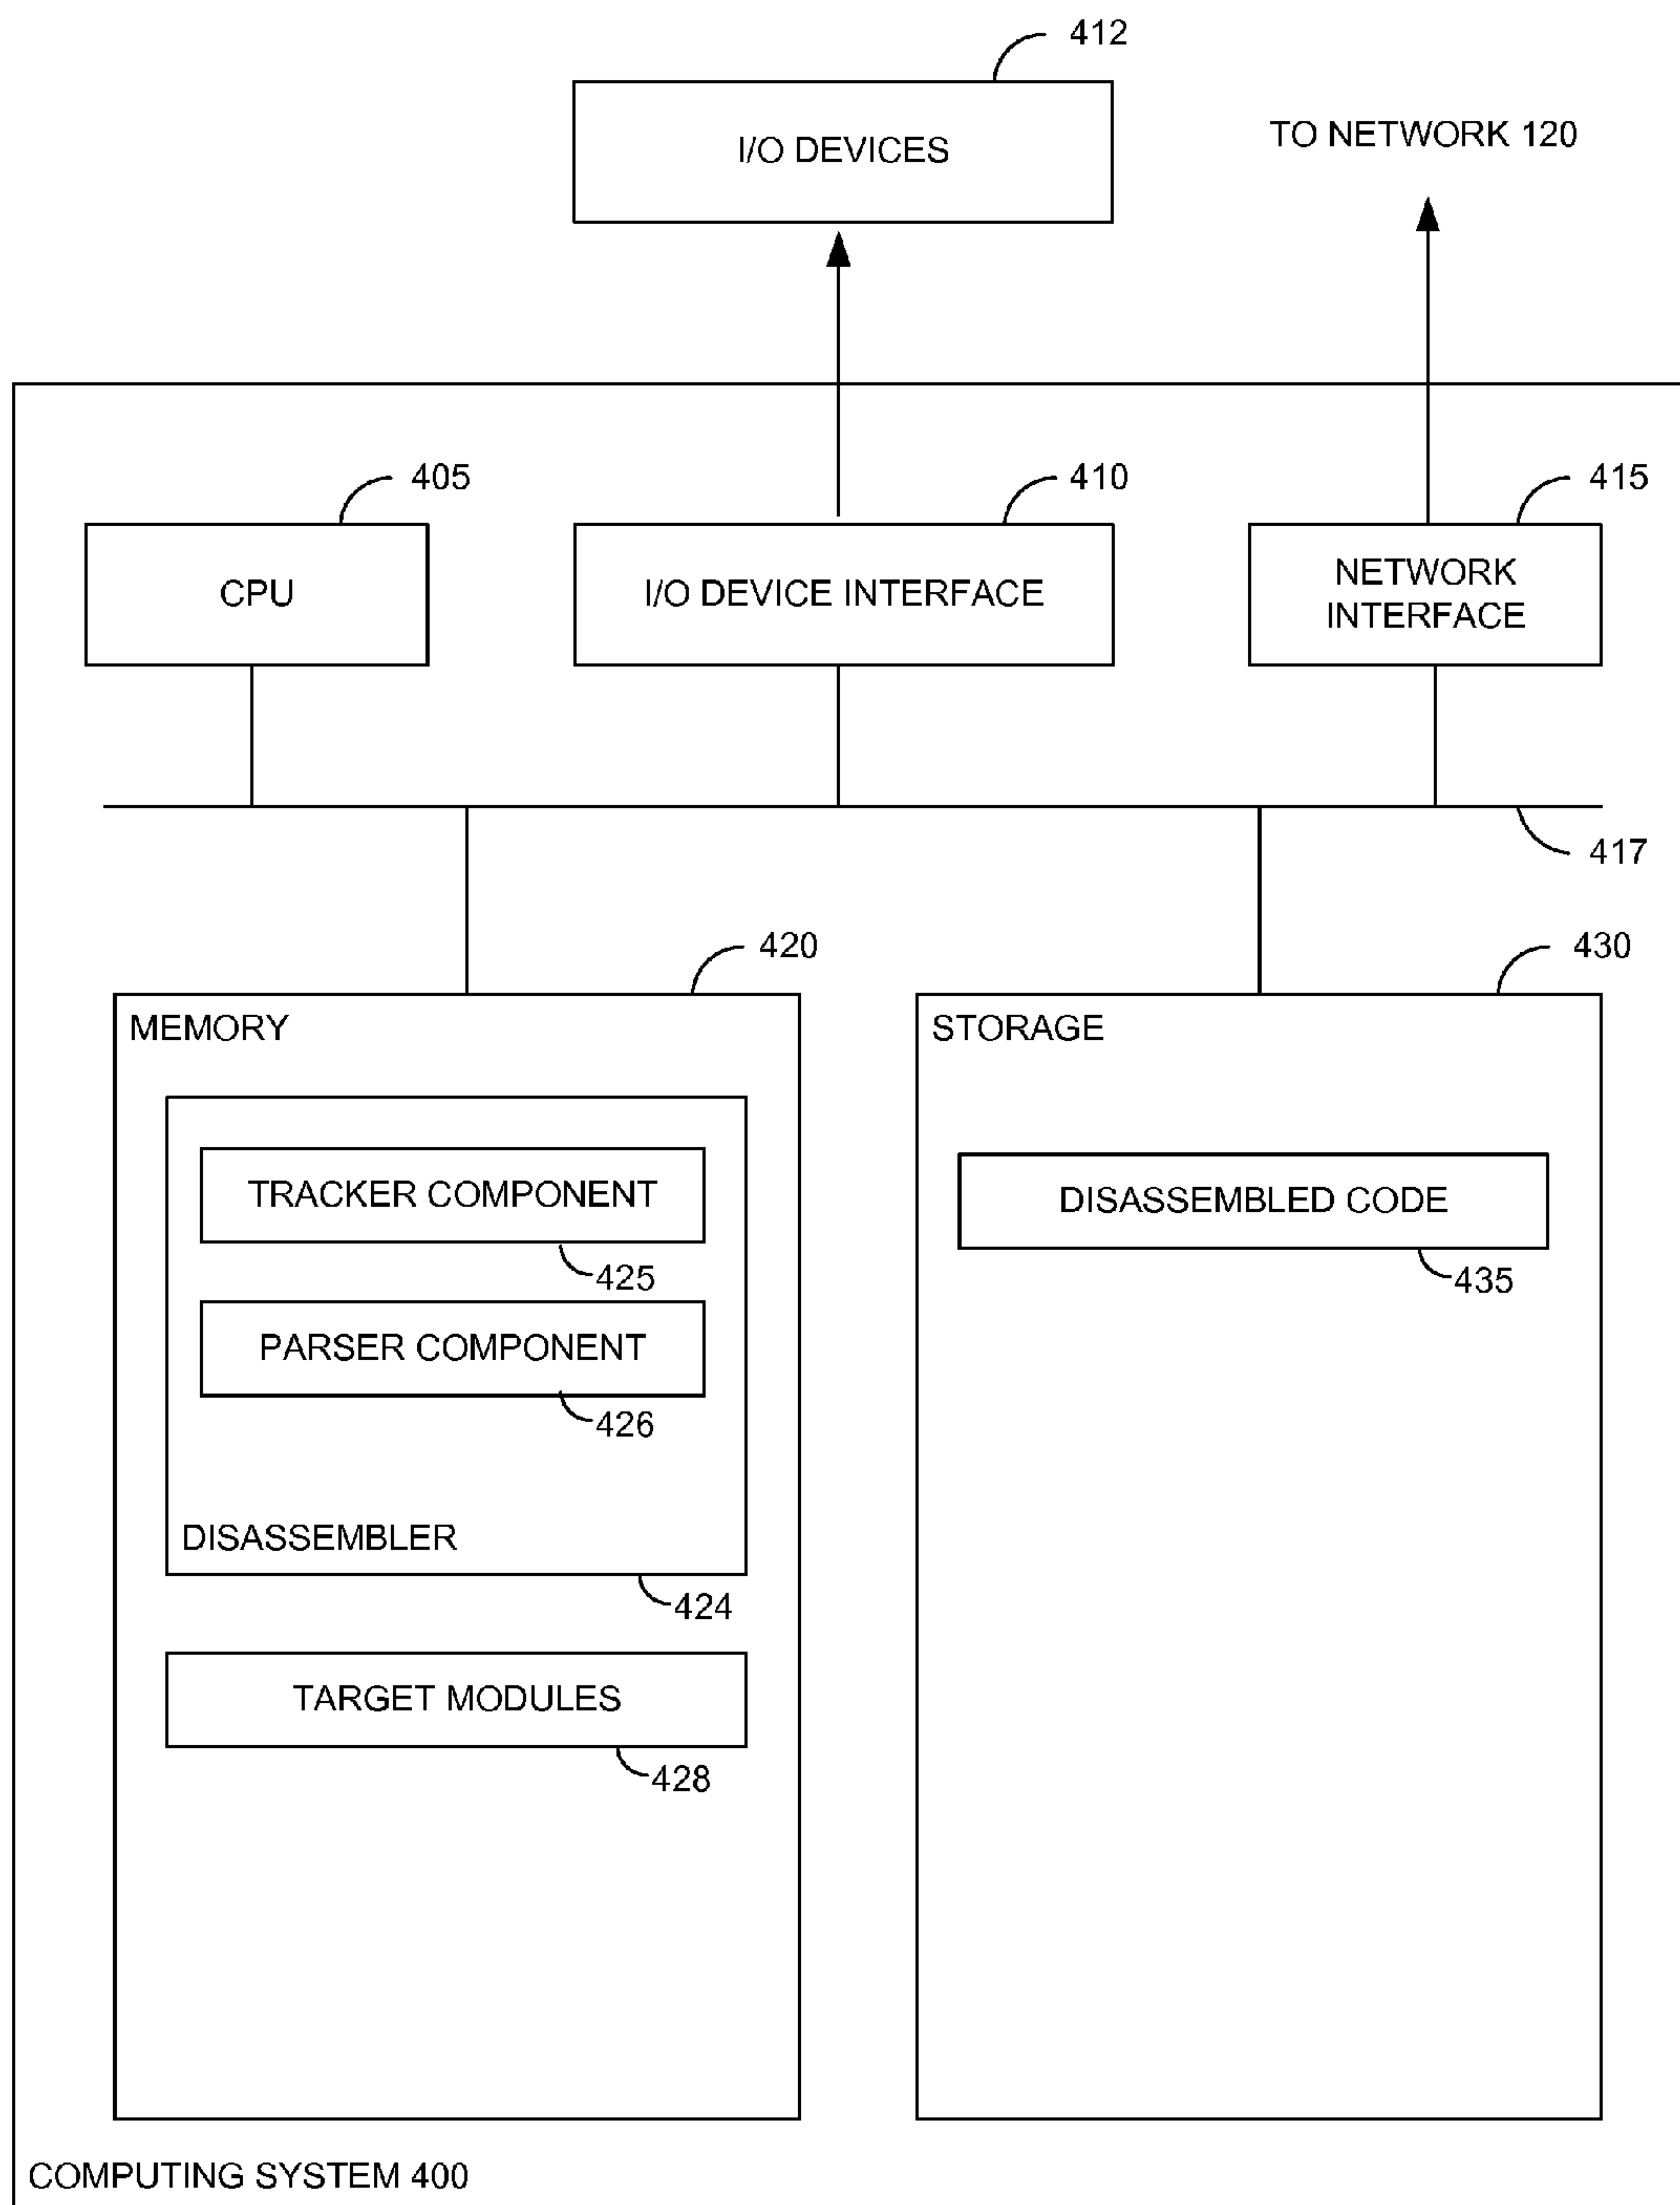 412
I/O DEVICES
TO NETWORK 120
405
410
415
CPU
I/O DEVICE INTERFACE
NETWORK
INTERFACE
417
420
430
MEMORY
STORAGE
TRACKER COMPONENT
DISASSEMBLED CODE
425
435
PARSER COMPONENT
426
DISASSEMBLER
424
TARGET MODULES
428
COMPUTING SYSTEM 400